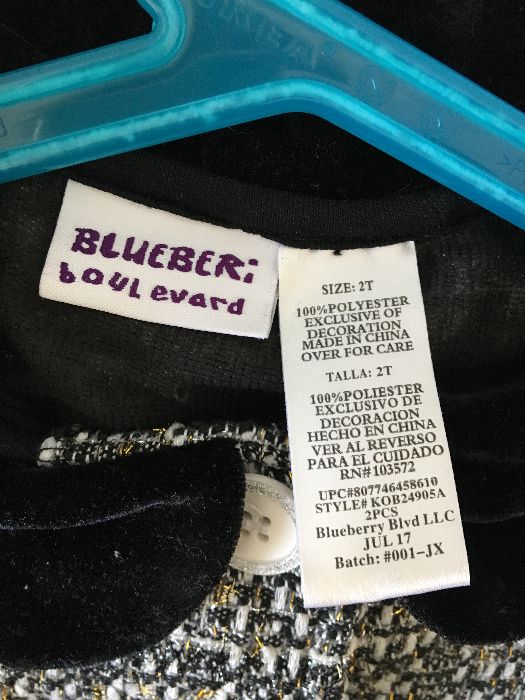 BLUEBERi
boulevard
SIZE: 2T
100%POLYESTER
EXCLUSIVE OF
DECORATION
MADE IN CHINA
OVER FOR CARE
TALLA: 2T
100%POLIESTER
EXCLUSIVO DE
DECORACION
HECHO EN CHINA
VER AL REVERSO
PARA EL CUIDADO
RN#103572
UPC#807746458610
STYLE# KOB24905A
2PCS
Blueberry Blvd LLC
JUL 17
Batch: #001-JX